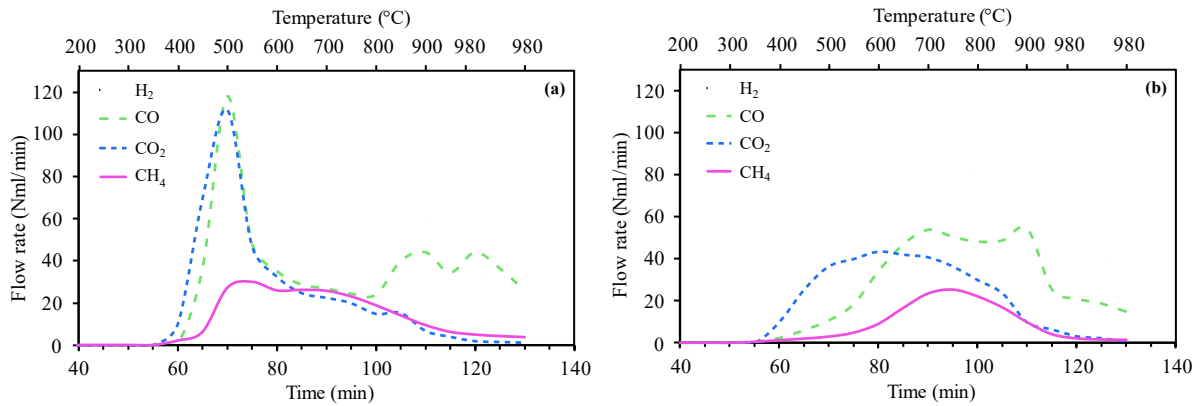 Temperature (°C)
200 300 400 500 600 700 800 900 980 980
120
100
80
60
40
20
0
Flow rate (Nml/min)
H₂
CO
CO₂
CH₄
(a)
40 60 80 100 120 140
Time (min)
Temperature (°C)
200 300 400 500 600 700 800 900 980 980
120
100
80
60
40
20
0
Flow rate (Nml/min)
H₂
CO
CO₂
CH₄
(b)
40 60 80 100 120 140
Time (min)